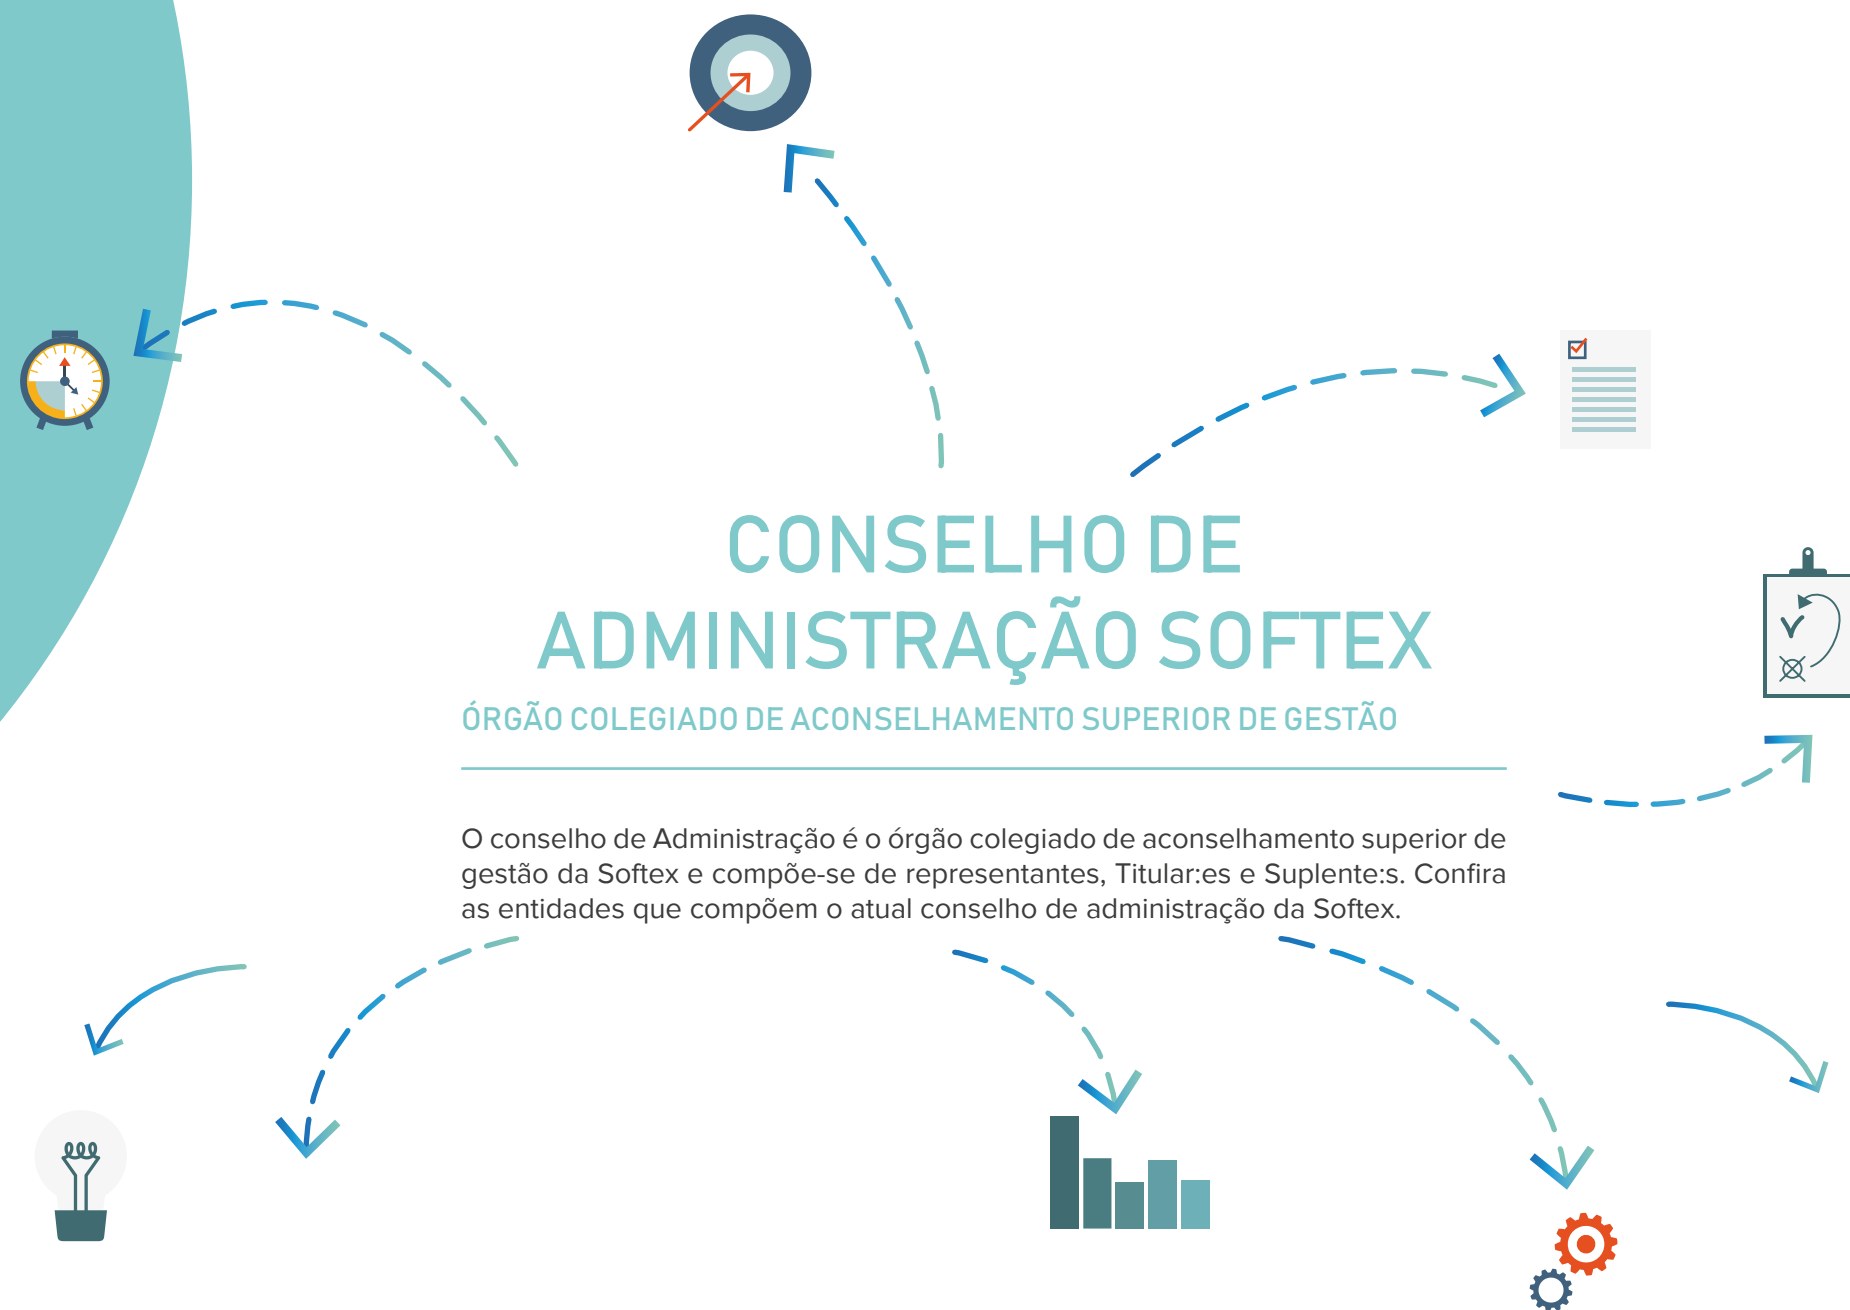 CONSELHO DE
ADMINISTRAÇÃO SOFTEX
ÓRGÃO COLEGIADO DE ACONSELHAMENTO SUPERIOR DE GESTÃO
O conselho de Administração é o órgão colegiado de aconselhamento superior de
gestão da Softex e compõe-se de representantes, Titular:es e Suplente:s. Confira
as entidades que compõem o atual conselho de administração da Softex.